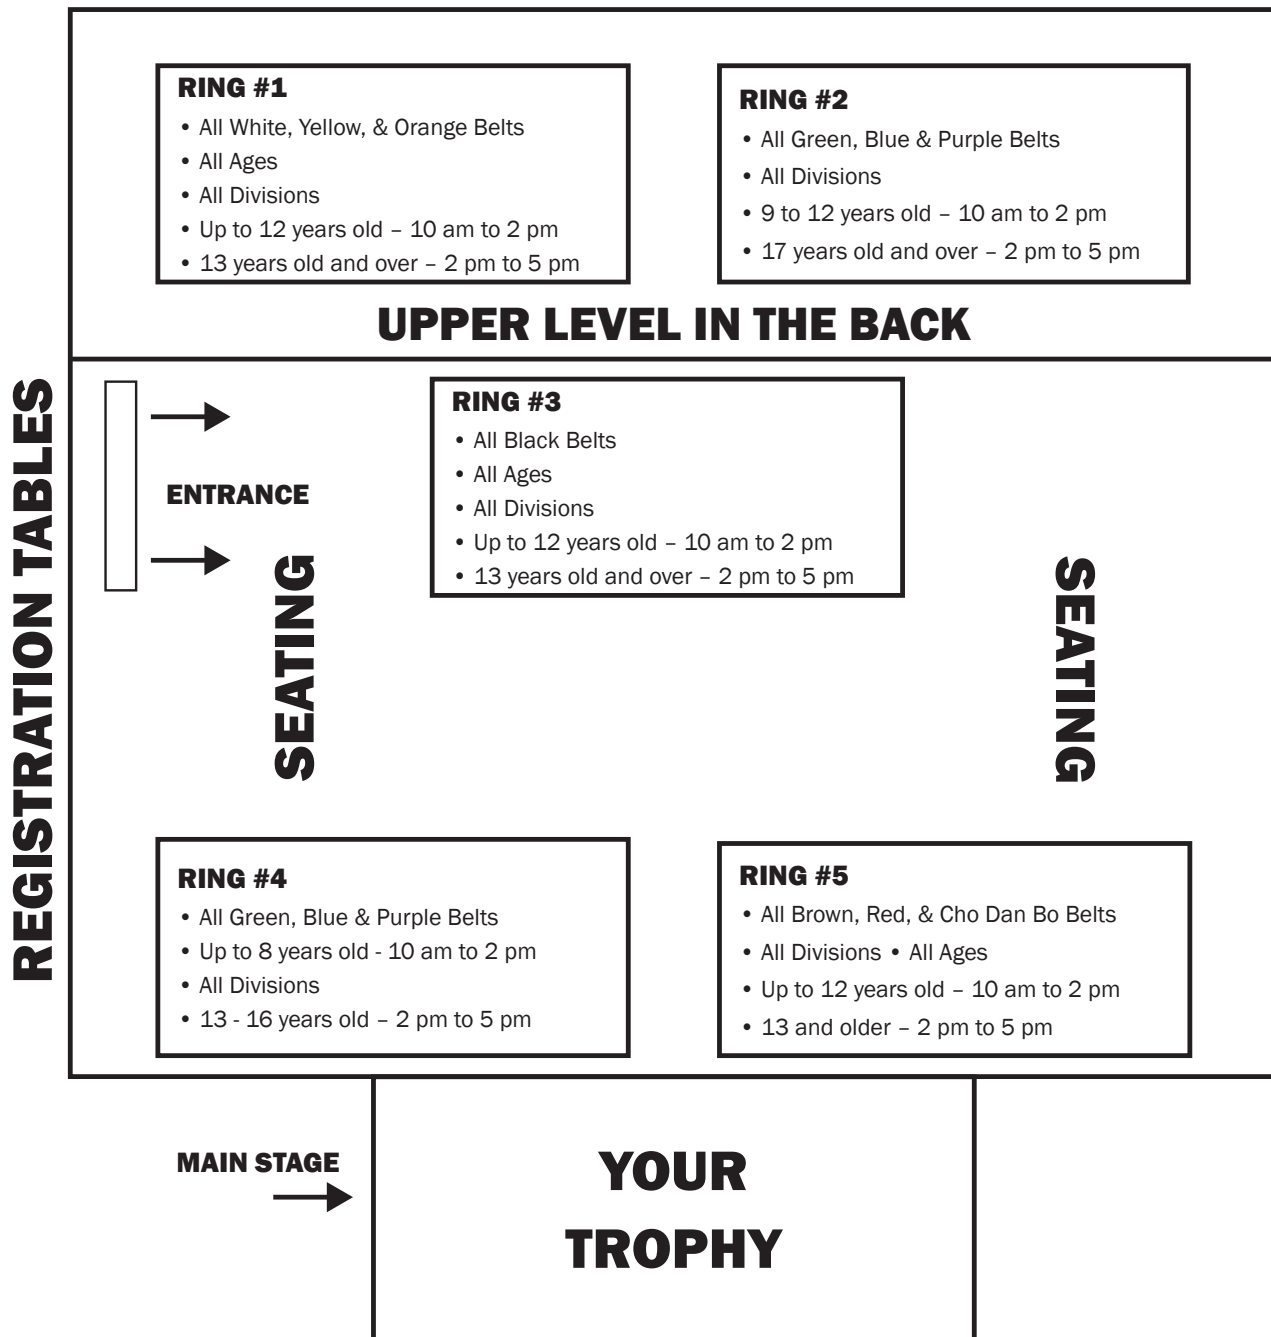 RING #1
• All White, Yellow, & Orange Belts
• All Ages
• All Divisions
• Up to 12 years old – 10 am to 2 pm
• 13 years old and over – 2 pm to 5 pm
RING #2
• All Green, Blue & Purple Belts
• All Divisions
• 9 to 12 years old – 10 am to 2 pm
• 17 years old and over – 2 pm to 5 pm
UPPER LEVEL IN THE BACK
REGISTRATION TABLES
ENTRANCE
SEATING
RING #3
• All Black Belts
• All Ages
• All Divisions
• Up to 12 years old – 10 am to 2 pm
• 13 years old and over – 2 pm to 5 pm
SEATING
RING #4
• All Green, Blue & Purple Belts
• Up to 8 years old - 10 am to 2 pm
• All Divisions
• 13 - 16 years old – 2 pm to 5 pm
RING #5
• All Brown, Red, & Cho Dan Bo Belts
• All Divisions • All Ages
• Up to 12 years old – 10 am to 2 pm
• 13 and older – 2 pm to 5 pm
MAIN STAGE
YOUR
TROPHY